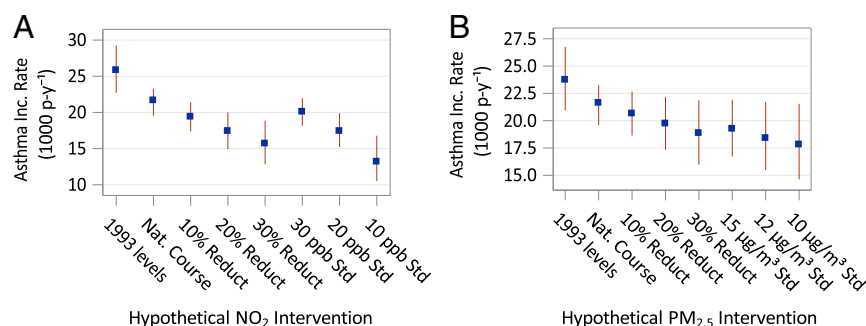 A
Asthma Inc. Rate
(1000 p-y⁻¹)
30
25
20
15
10
1993 levels
Nat. Course
10% Reduct
20% Reduct
30% Reduct
30 ppb Std
20 ppb Std
10 ppb Std
Hypothetical NO₂ Intervention
B
Asthma Inc. Rate
(1000 p-y⁻¹)
27.5
25.0
22.5
20.0
17.5
15.0
1993 levels
Nat. Course
10% Reduct
20% Reduct
30% Reduct
15 µg/m³ Std
12 µg/m³ Std
10 µg/m³ Std
Hypothetical PM₂.₅ Intervention